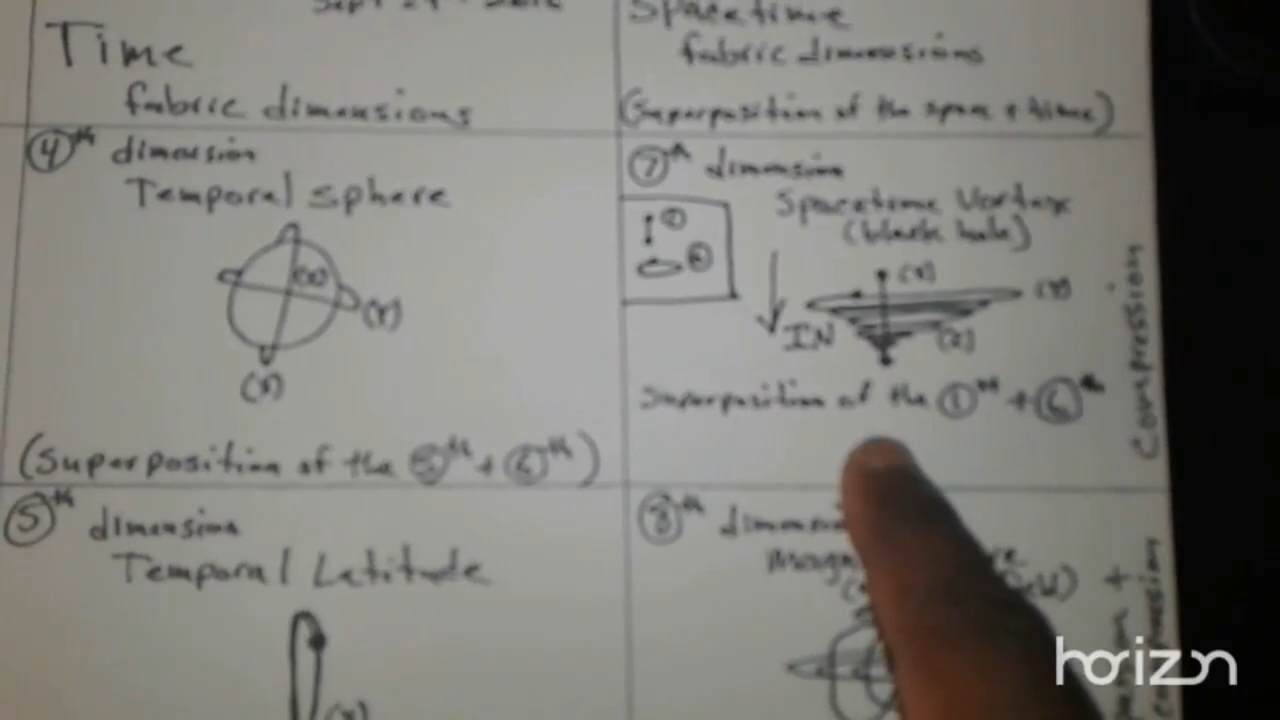 Time
fabric dimensions
Spacetime
fabric dimensions
(Superposition of the space + time)
4th dimension
Temporal Sphere
(x)
(Y)
(X)
(Superposition of the 5th + 6th)
7th dimension
Spacetime Vortex
(black hole)
1
IN
(Y)
(Z)
Superposition of the 1st + 6th
Compression
5th dimension
Temporal Latitude
(x)
8th
horizon